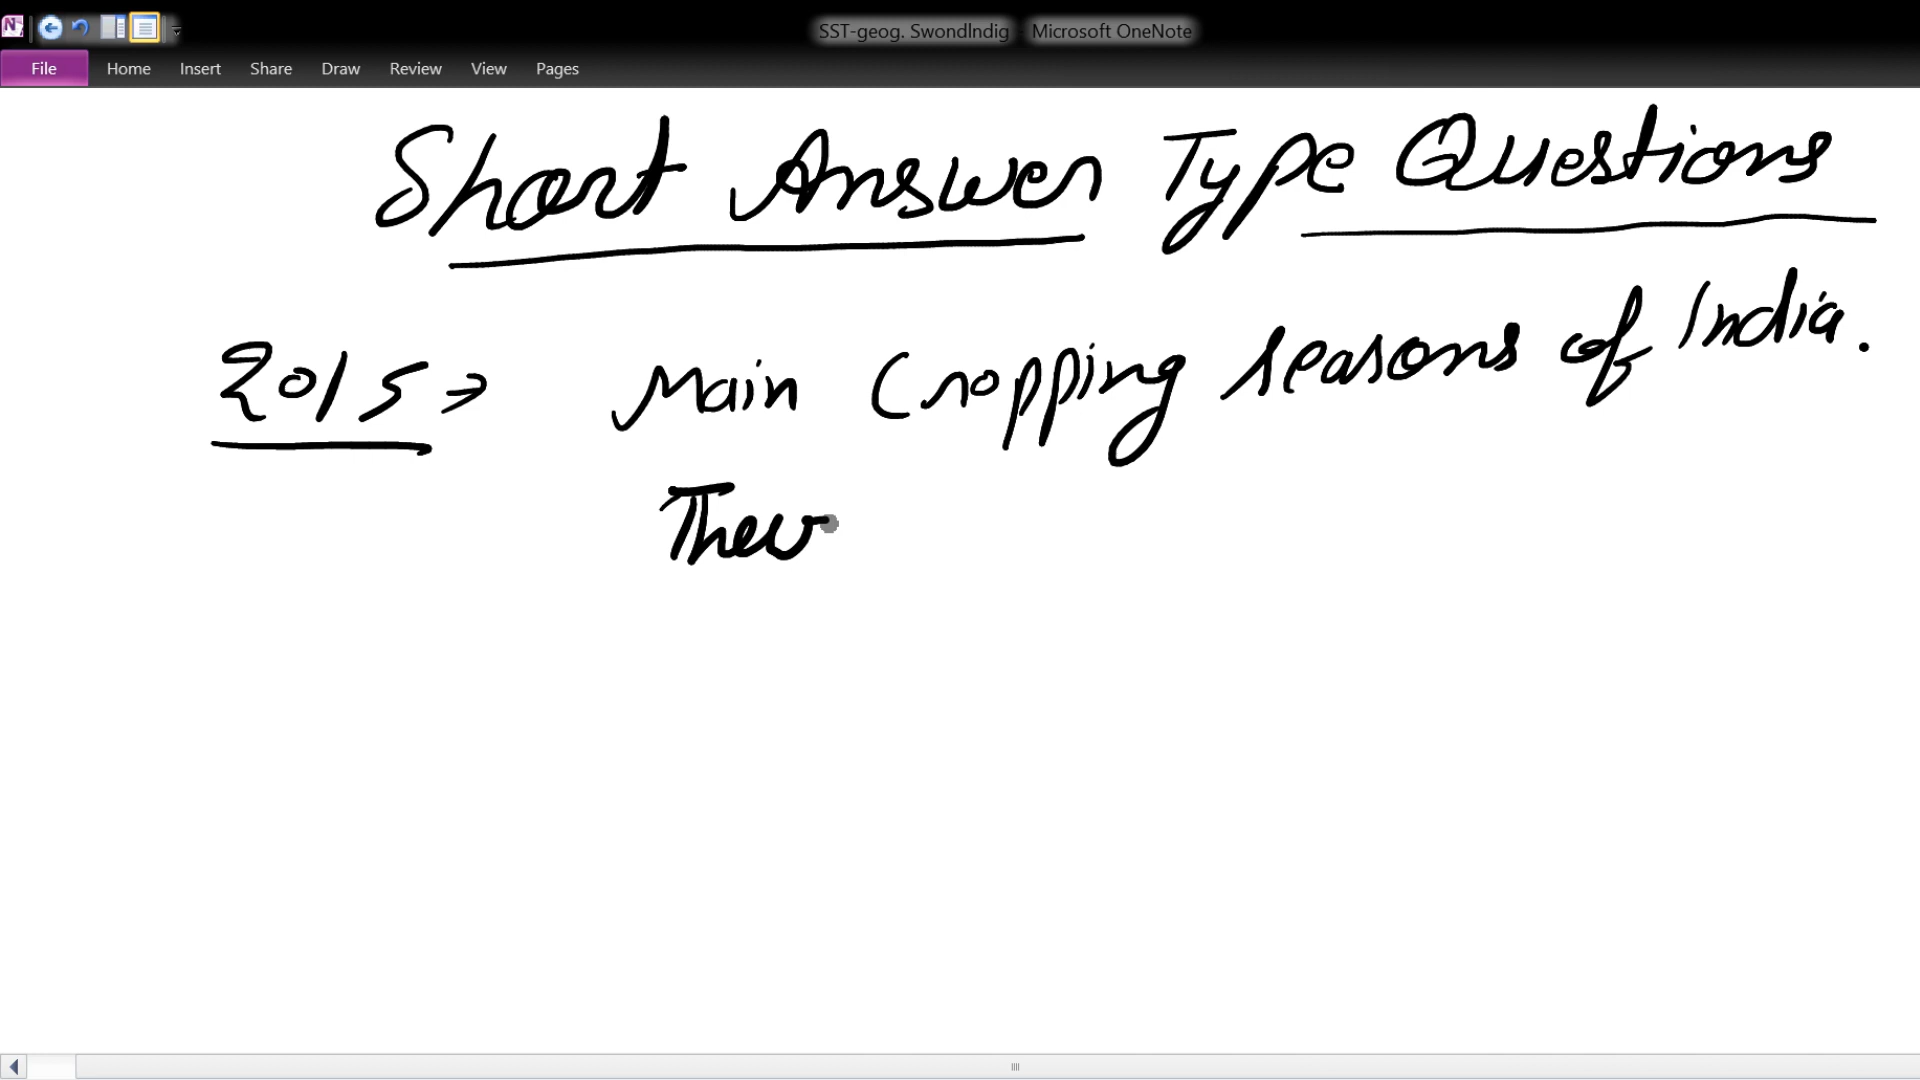 SST-geog. SwondIndig - Microsoft OneNote
File Home Insert Share Draw Review View Pages
Short Answer Type Questions
2015 → Main Cropping seasons of India.